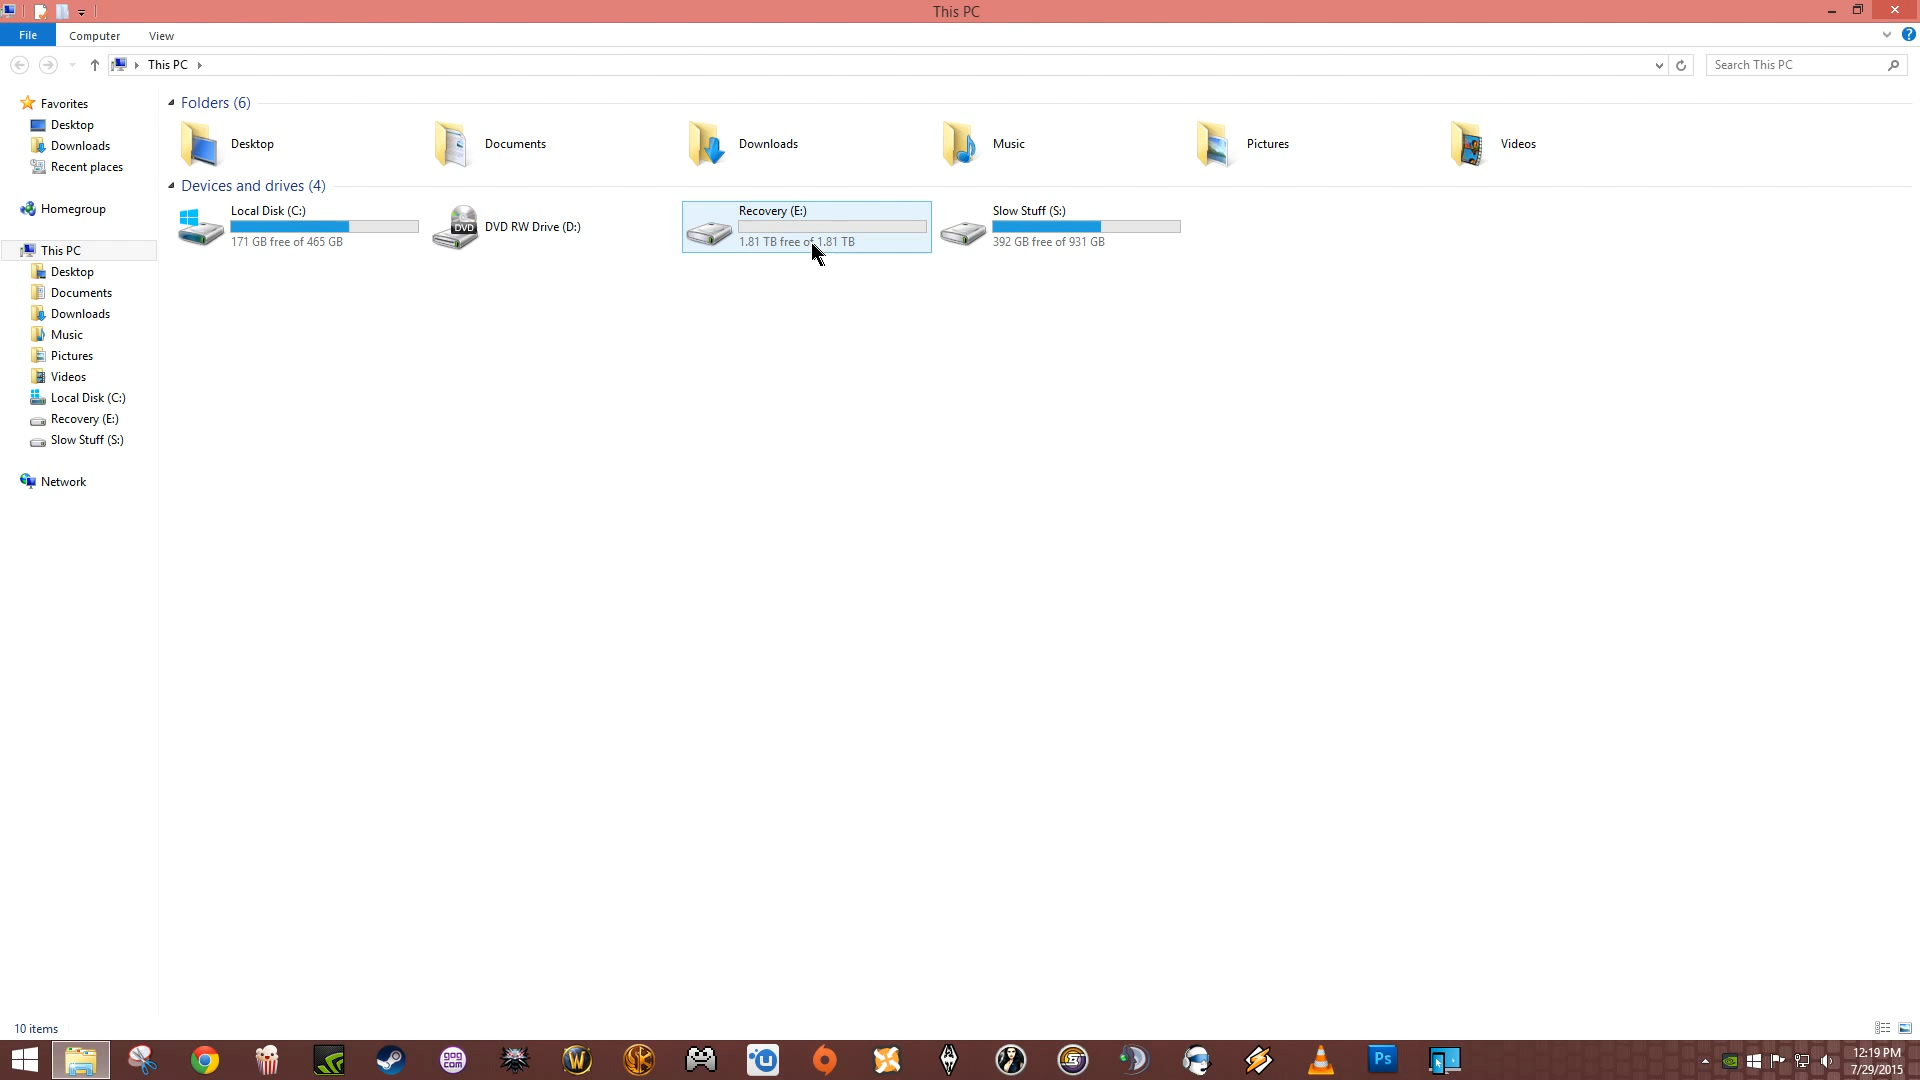 This PC
File
Computer
View
This PC
Search This PC
Favorites
Desktop
Downloads
Recent places
Homegroup
This PC
Desktop
Documents
Downloads
Music
Pictures
Videos
Local Disk (C:)
Recovery (E:)
Slow Stuff (S:)
Network
Folders (6)
Desktop
Documents
Downloads
Music
Pictures
Videos
Devices and drives (4)
Local Disk (C:)
171 GB free of 465 GB
DVD
DVD RW Drive (D:)
Recovery (E:)
1.81 TB free of 1.81 TB
Slow Stuff (S:)
392 GB free of 931 GB
10 items
gog
com
W
Ps
12:19 PM
7/29/2015